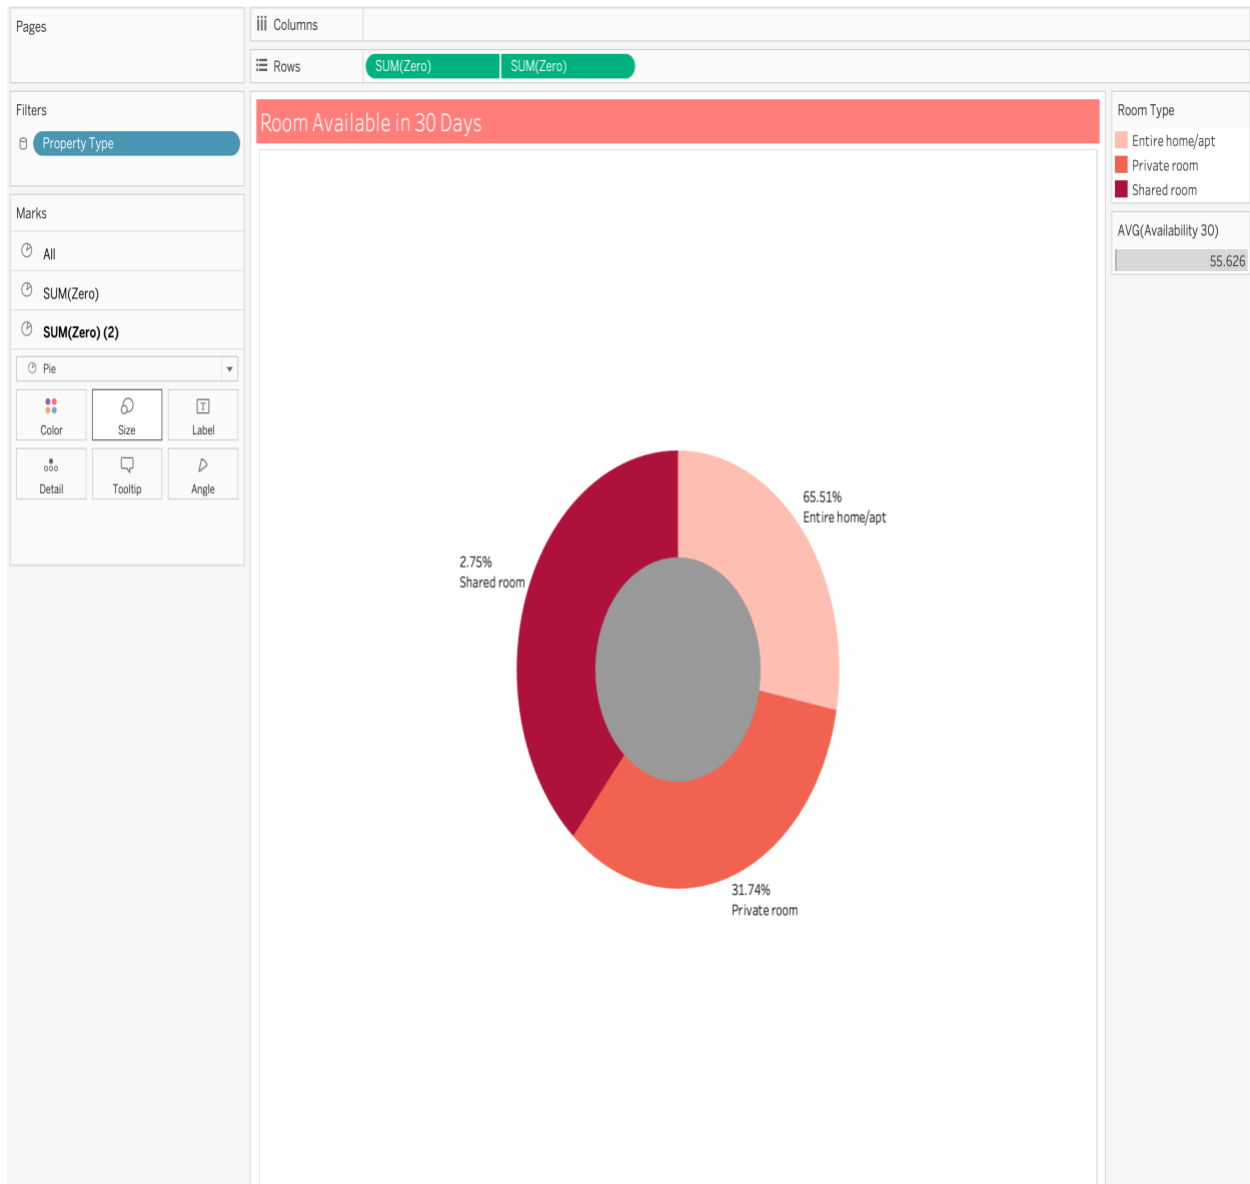 Pages
Columns
Rows
SUM(Zero)
SUM(Zero)
Filters
Property Type
Marks
All
SUM(Zero)
SUM(Zero) (2)
Pie
Color
Size
Label
Detail
Tooltip
Angle
Room Available in 30 Days
65.51%
Entire home/apt
2.75%
Shared room
31.74%
Private room
Room Type
Entire home/apt
Private room
Shared room
AVG(Availability 30)
55.626